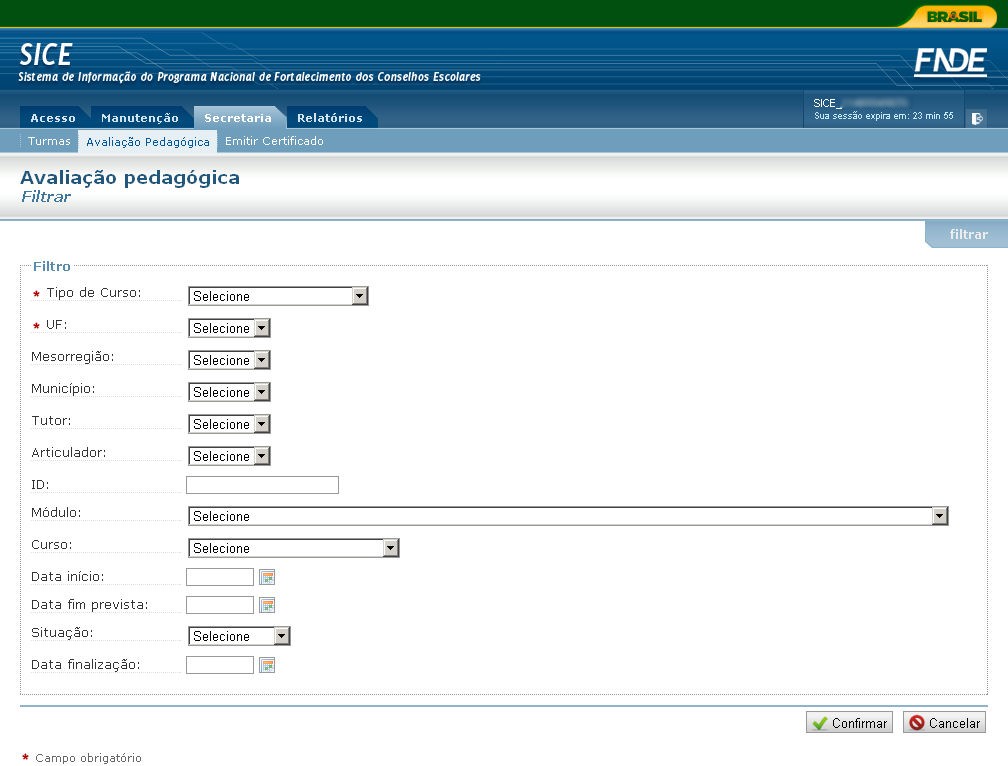 BRASIL
SICE
Sistema de Informação do Programa Nacional de Fortalecimento dos Conselhos Escolares
FNDE
Acesso Manutenção Secretaria Relatórios
SICE_
Sua sessão expira em: 23 min 55
Turmas Avaliação Pedagógica Emitir Certificado
Avaliação pedagógica
Filtrar
filtrar
Filtro
* Tipo de Curso: Selecione
* UF: Selecione
Mesorregião: Selecione
Município: Selecione
Tutor: Selecione
Articulador: Selecione
ID:
Módulo: Selecione
Curso: Selecione
Data início:
Data fim prevista:
Situação: Selecione
Data finalização:
Confirmar Cancelar
* Campo obrigatório